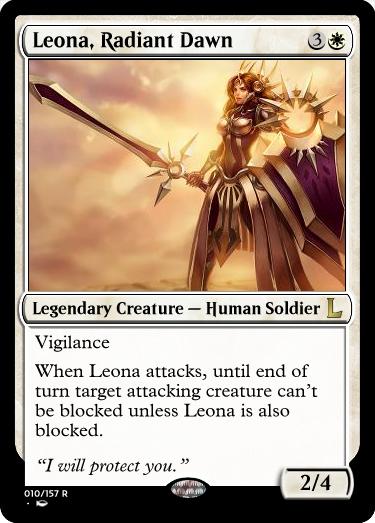 Leona, Radiant Dawn 3
Legendary Creature — Human Soldier L
Vigilance
When Leona attacks, until end of
turn target attacking creature can't
be blocked unless Leona is also
blocked.
“I will protect you.”
010/157 R
2/4